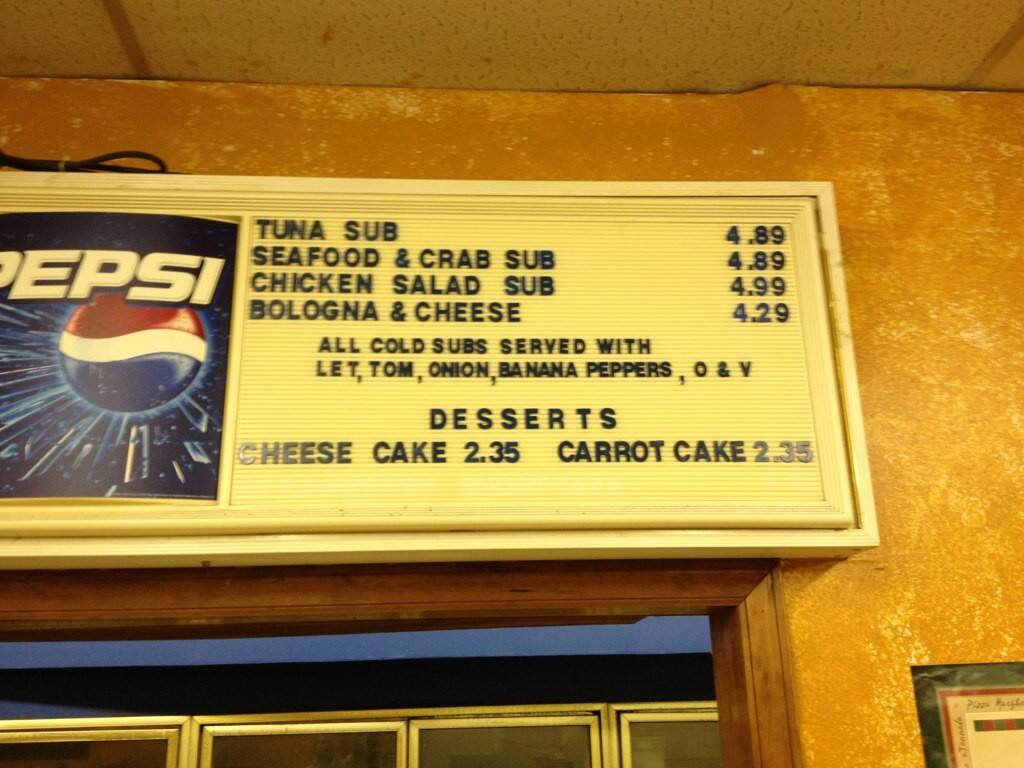 PEPSI
TUNA SUB 4.89
SEAFOOD & CRAB SUB 4.89
CHICKEN SALAD SUB 4.99
BOLOGNA & CHEESE 4.29
ALL COLD SUBS SERVED WITH
LET, TOM, ONION, BANANA PEPPERS, O & V
DESSERTS
CHEESE CAKE 2.35 CARROT CAKE 2.35
Pizza